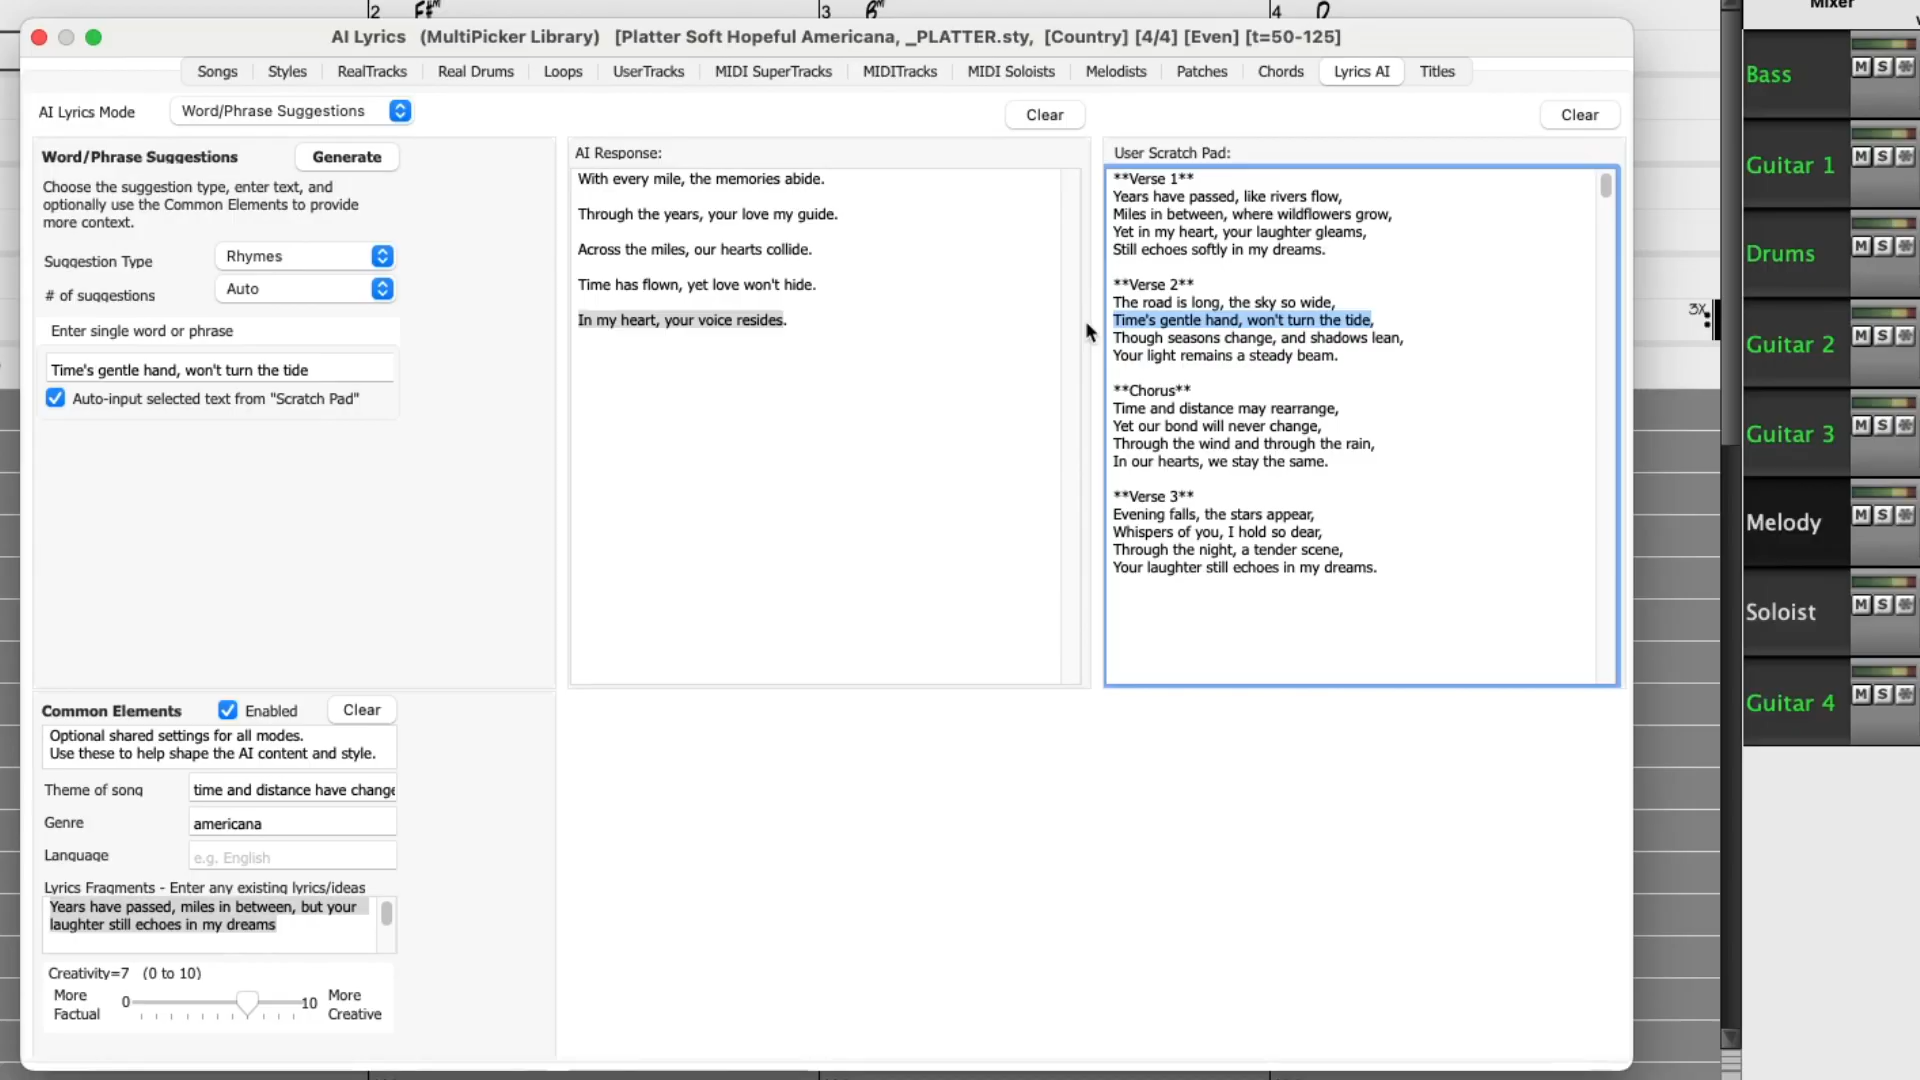 2 F#m 3 Bm 4 D
Mixer
AI Lyrics (MultiPicker Library) [Platter Soft Hopeful Americana, _PLATTER.sty, [Country] [4/4] [Even] [t=50-125]
Songs Styles RealTracks Real Drums Loops UserTracks MIDI SuperTracks MIDITracks MIDI Soloists Melodists Patches Chords Lyrics AI Titles
AI Lyrics Mode Word/Phrase Suggestions Clear Clear
Word/Phrase Suggestions Generate
Choose the suggestion type, enter text, and
optionally use the Common Elements to provide
more context.
Suggestion Type Rhymes
# of suggestions Auto
Enter single word or phrase
Time's gentle hand, won't turn the tide
Auto-input selected text from "Scratch Pad"
AI Response:
With every mile, the memories abide.
Through the years, your love my guide.
Across the miles, our hearts collide.
Time has flown, yet love won't hide.
In my heart, your voice resides.
User Scratch Pad:
**Verse 1**
Years have passed, like rivers flow,
Miles in between, where wildflowers grow,
Yet in my heart, your laughter gleams,
Still echoes softly in my dreams.
**Verse 2**
The road is long, the sky so wide,
Time's gentle hand, won't turn the tide,
Though seasons change, and shadows lean,
Your light remains a steady beam.
**Chorus**
Time and distance may rearrange,
Yet our bond will never change,
Through the wind and through the rain,
In our hearts, we stay the same.
**Verse 3**
Evening falls, the stars appear,
Whispers of you, I hold so dear,
Through the night, a tender scene,
Your laughter still echoes in my dreams.
Common Elements Enabled Clear
Optional shared settings for all modes.
Use these to help shape the AI content and style.
Theme of song time and distance have change
Genre americana
Language e.g. English
Lyrics Fragments - Enter any existing lyrics/ideas
Years have passed, miles in between, but your
laughter still echoes in my dreams
Creativity=7 (0 to 10)
More Factual 0 10 More Creative
3x
Bass M S
Guitar 1 M S
Drums M S
Guitar 2 M S
Guitar 3 M S
Melody M S
Soloist M S
Guitar 4 M S